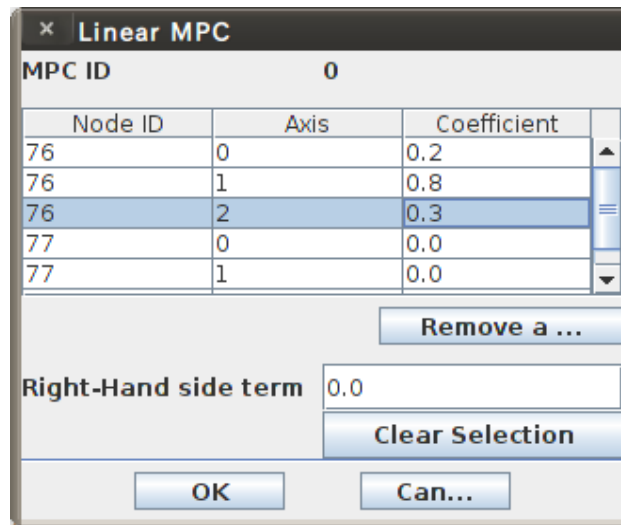 × Linear MPC
MPC ID 0
Node ID Axis Coefficient
76 0 0.2
76 1 0.8
76 2 0.3
77 0 0.0
77 1 0.0
Remove a ...
Right-Hand side term 0.0
Clear Selection
OK Can...